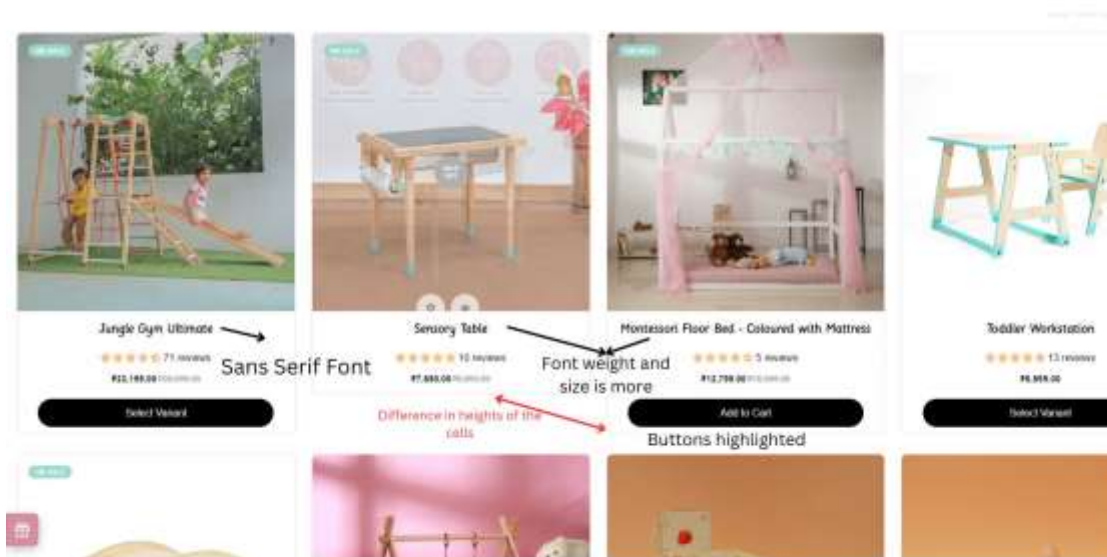 Jungle Gym Ultimate
Sensory Table
Montessori Floor Bed - Coloured with Mattress
Toddler Workstation
71 reviews
10 reviews
5 reviews
13 reviews
Sans Serif Font
Font weight and
size is more
Select Variant
Difference in heights of the
cells
Add to Cart
Select Variant
Buttons highlighted